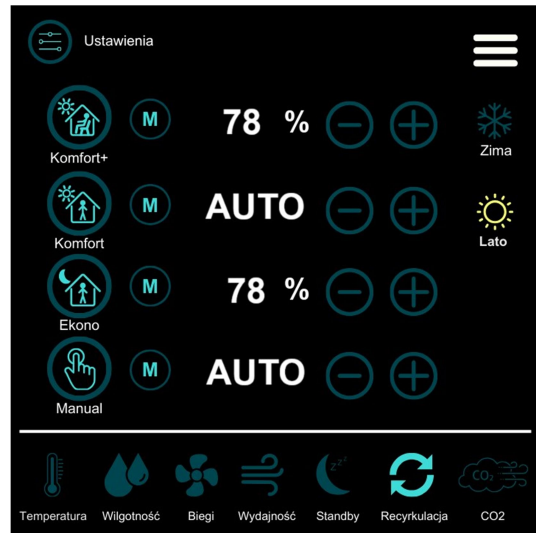 Ustawienia
M
78 %
Komfort+
Zima
M
AUTO
Komfort
Lato
M
78 %
Ekono
M
AUTO
Manual
zzz
CO₂
Temperatura Wilgotność Biegi Wydajność Standby Recyrkulacja CO2